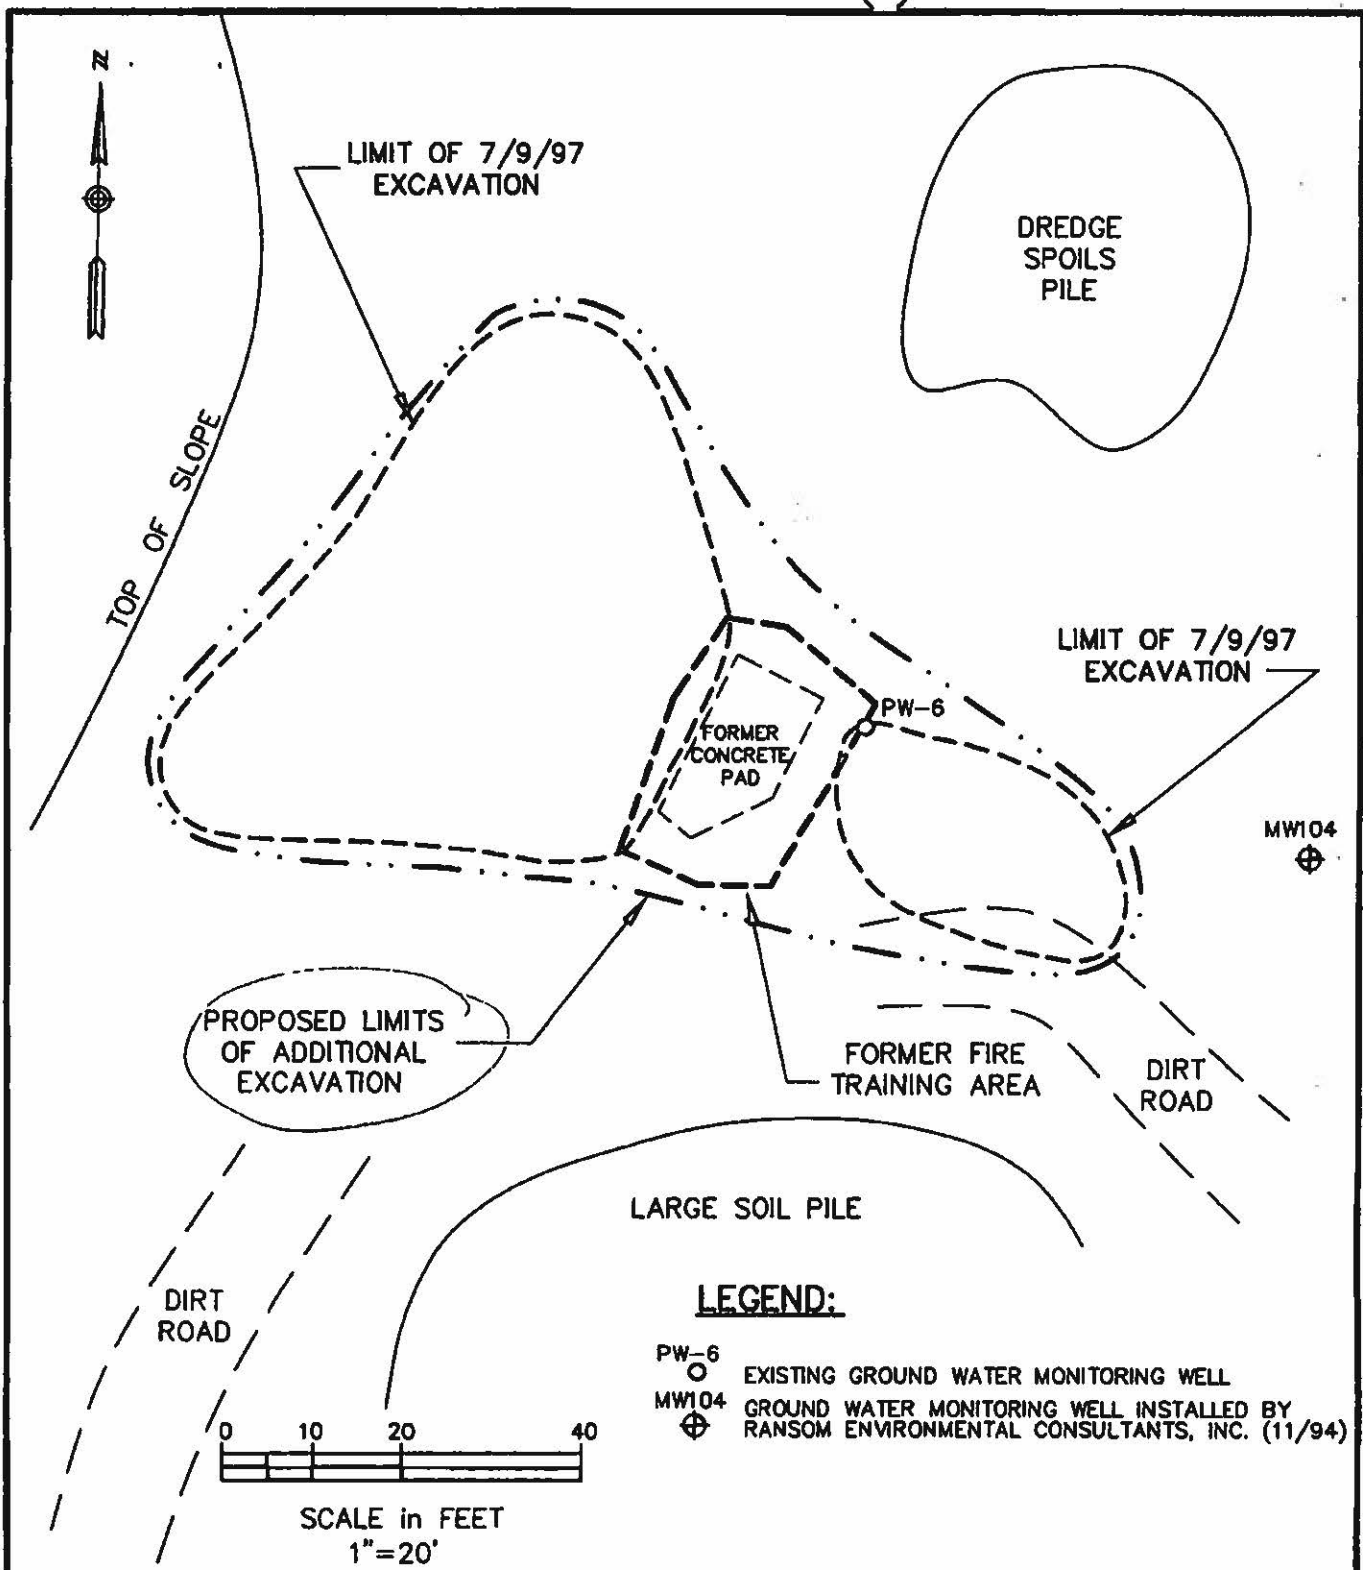 N
LIMIT OF 7/9/97
EXCAVATION
DREDGE
SPOILS
PILE
TOP OF SLOPE
LIMIT OF 7/9/97
EXCAVATION
PW-6
FORMER
CONCRETE
PAD
MW104
PROPOSED LIMITS
OF ADDITIONAL
EXCAVATION
FORMER FIRE
TRAINING AREA
DIRT
ROAD
LARGE SOIL PILE
DIRT
ROAD
LEGEND:
PW-6
EXISTING GROUND WATER MONITORING WELL
MW104
GROUND WATER MONITORING WELL INSTALLED BY
RANSOM ENVIRONMENTAL CONSULTANTS, INC. (11/94)
0 10 20 40
SCALE in FEET
1"=20'